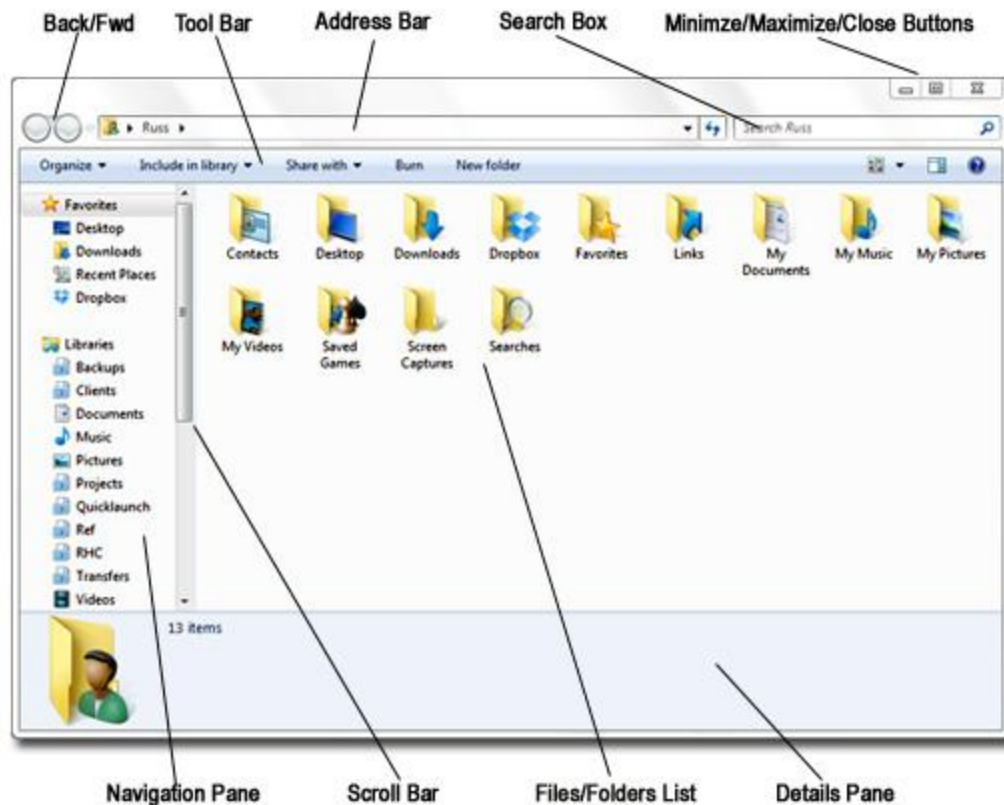 Back/Fwd Tool Bar Address Bar Search Box Minimze/Maximize/Close Buttons
Russ
Search Russ
Organize Include in library Share with Burn New folder
Favorites
Desktop
Downloads
Recent Places
Dropbox
Libraries
Backups
Clients
Documents
Music
Pictures
Projects
Quicklaunch
Ref
RHC
Transfers
Videos
Contacts Desktop Downloads Dropbox Favorites Links My Documents My Music My Pictures
My Videos Saved Games Screen Captures Searches
13 items
Navigation Pane Scroll Bar Files/Folders List Details Pane